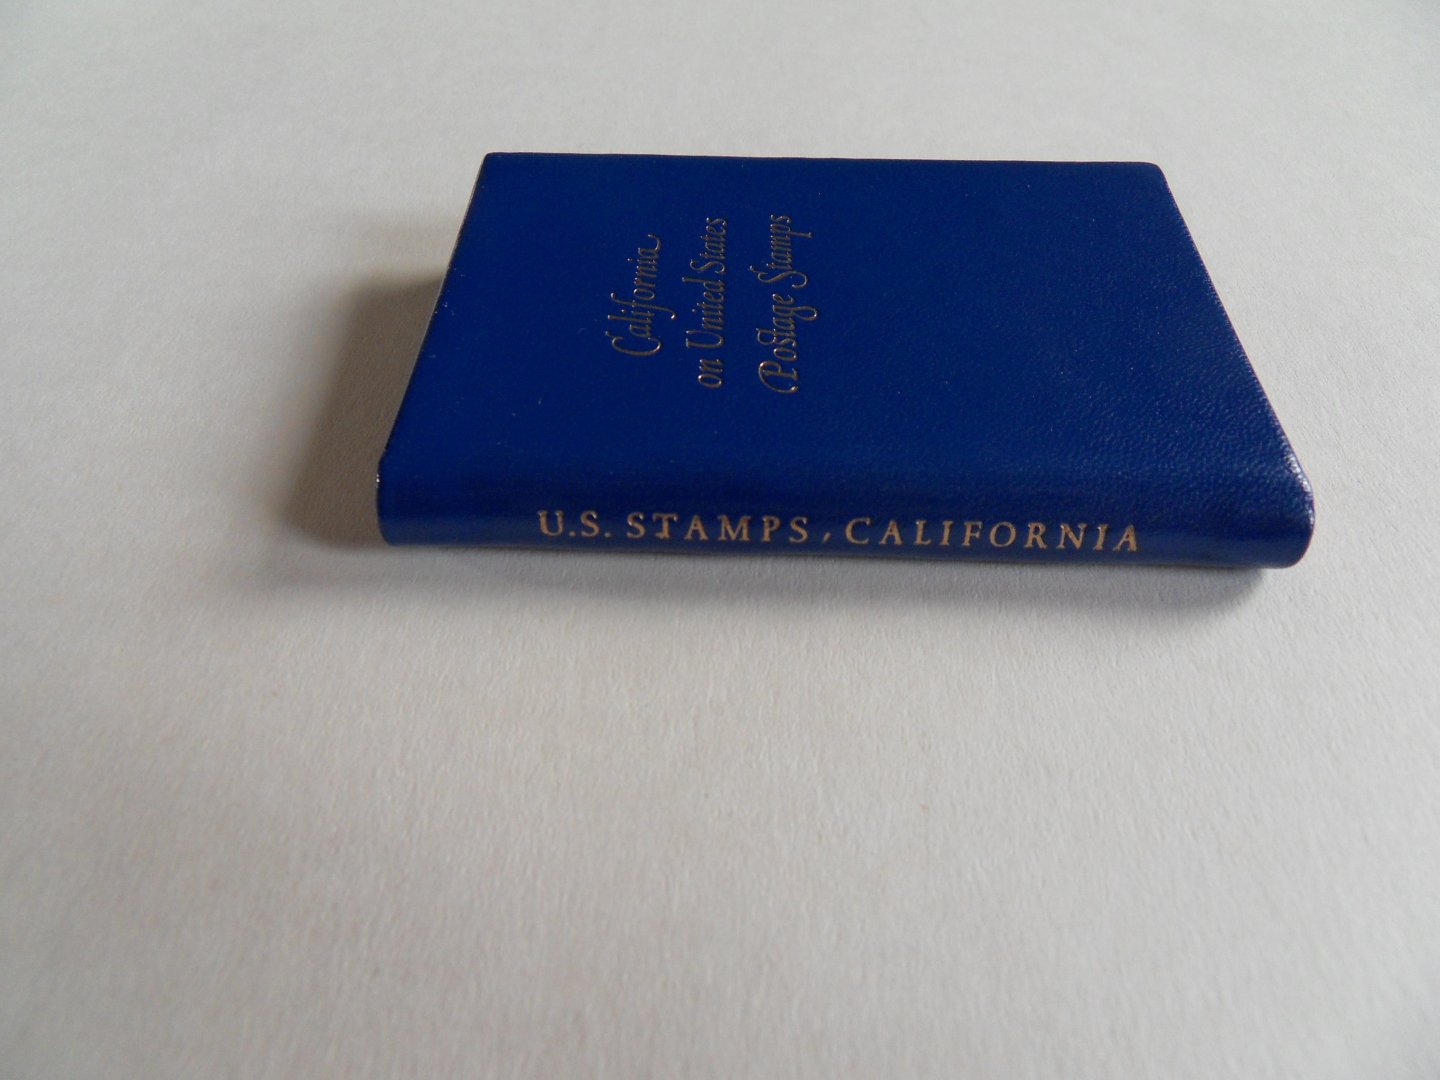 California
on United States
Postage Stamps
U.S. STAMPS, CALIFORNIA